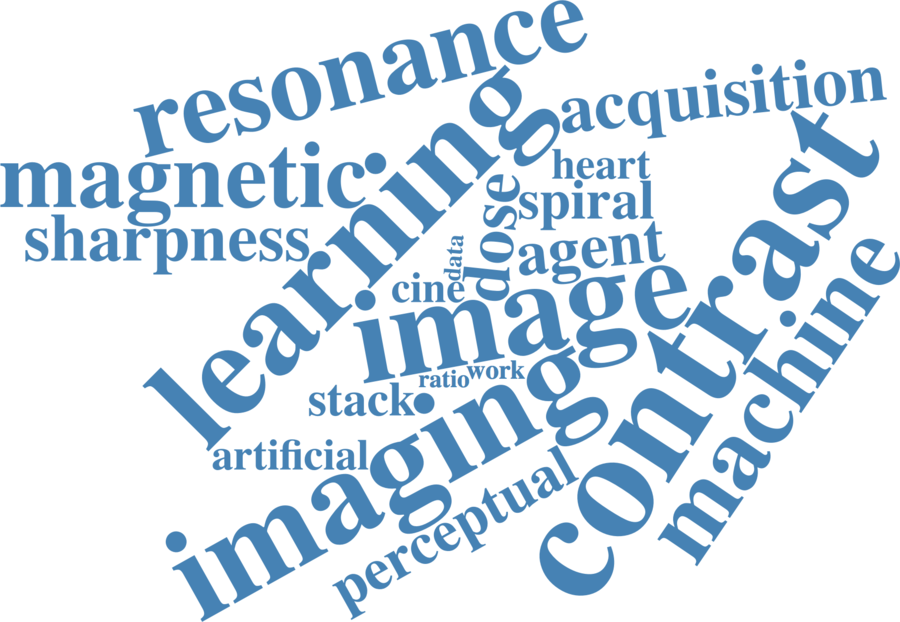 resonance
acquisition
learning
magnetic
heart
sharpness
dose
spiral
contrast
agent
data
cine
image
machine
ratio
work
stack
imaging
artificial
perceptual